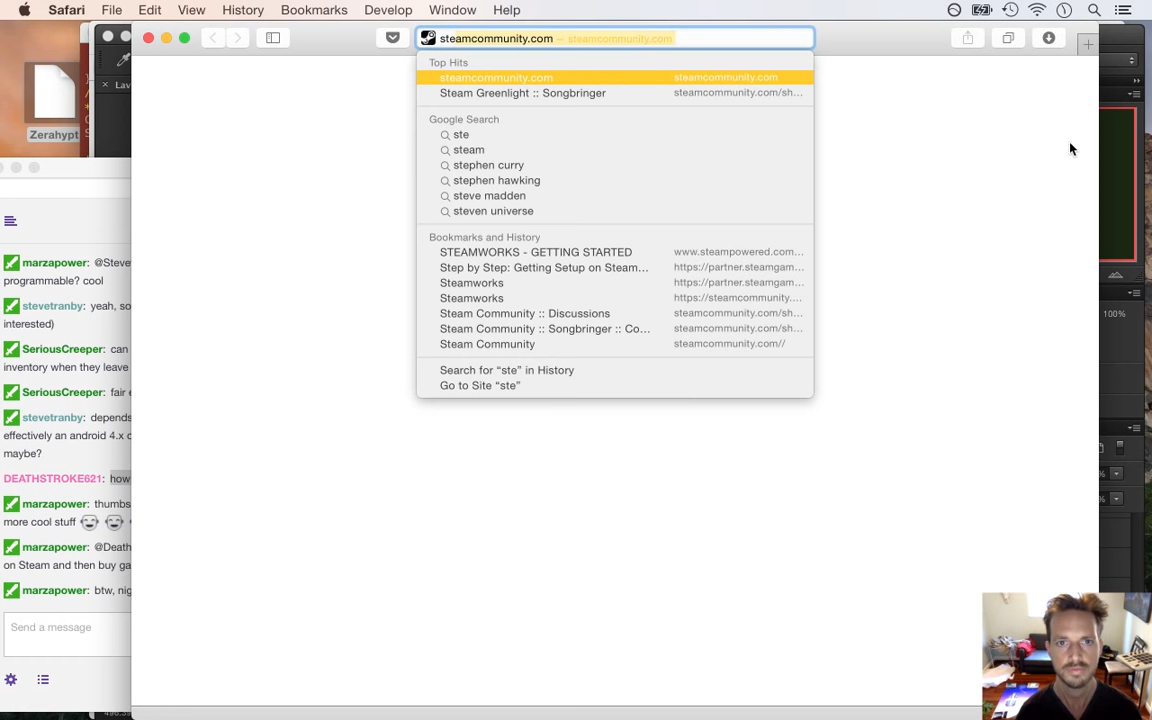 Safari File Edit View History Bookmarks Develop Window Help
steamcommunity.com — steamcommunity.com
Top Hits
steamcommunity.com steamcommunity.com
Steam Greenlight :: Songbringer steamcommunity.com/sh...
Google Search
ste
steam
stephen curry
stephen hawking
steve madden
steven universe
Bookmarks and History
STEAMWORKS - GETTING STARTED www.steampowered.com...
Step by Step: Getting Setup on Steam... https://partner.steamgam...
Steamworks https://partner.steamgam...
Steamworks https://steamcommunity....
Steam Community :: Discussions steamcommunity.com/sh...
Steam Community :: Songbringer :: Co... steamcommunity.com/sh...
Steam Community steamcommunity.com//
Search for “ste” in History
Go to Site “ste”
Zerahypt
× Lav
marzapower: @Steve
programmable? cool
stevetranby: yeah, so
interested)
SeriousCreeper: can
inventory when they leave
SeriousCreeper: fair e
stevetranby: depends
effectively an android 4.x c
maybe?
DEATHSTROKE621: how
marzapower: thumbs
more cool stuff
marzapower: @Death
on Steam and then buy ga
marzapower: btw, nig
Send a message
100%
%
%